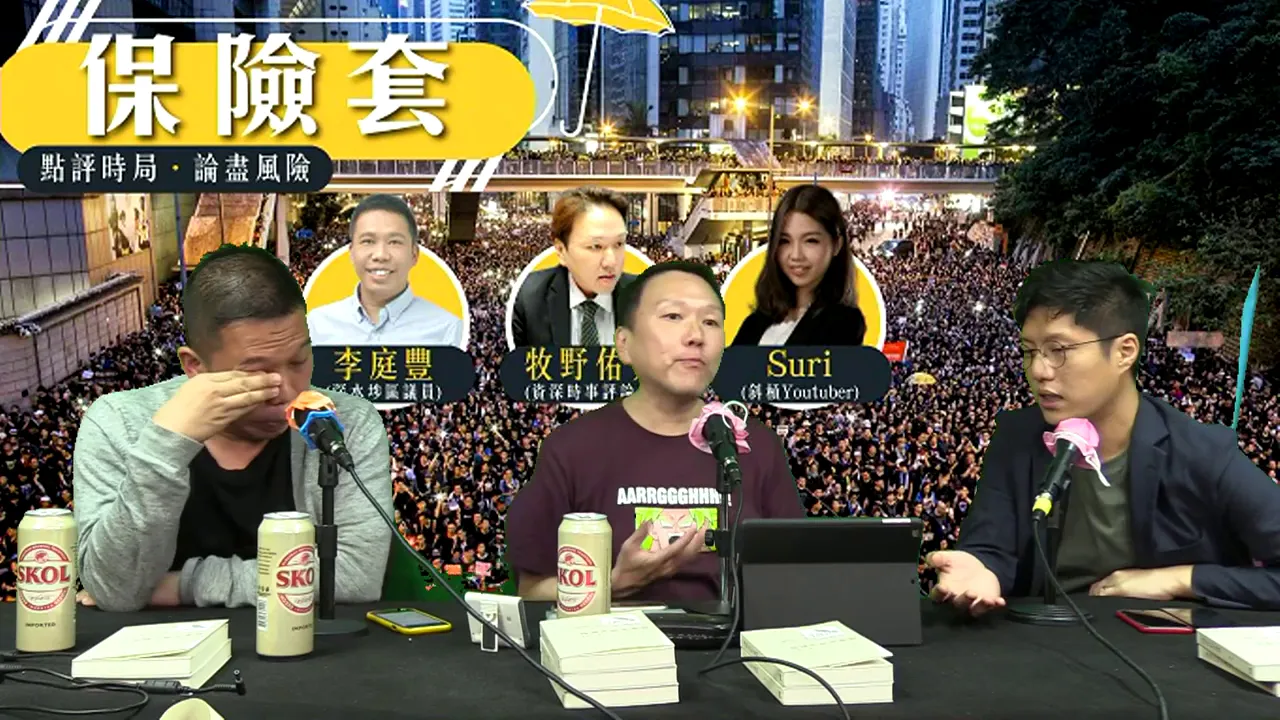 保險套
點評時局・論盡風險
李庭豐
(深水埗區議員)
牧野佑
(資深時事評論
Suri
(斜槓Youtuber)
AARRGGGHHH
SKOL
IMPORTED
SKOL
IMPORTED
SKOL